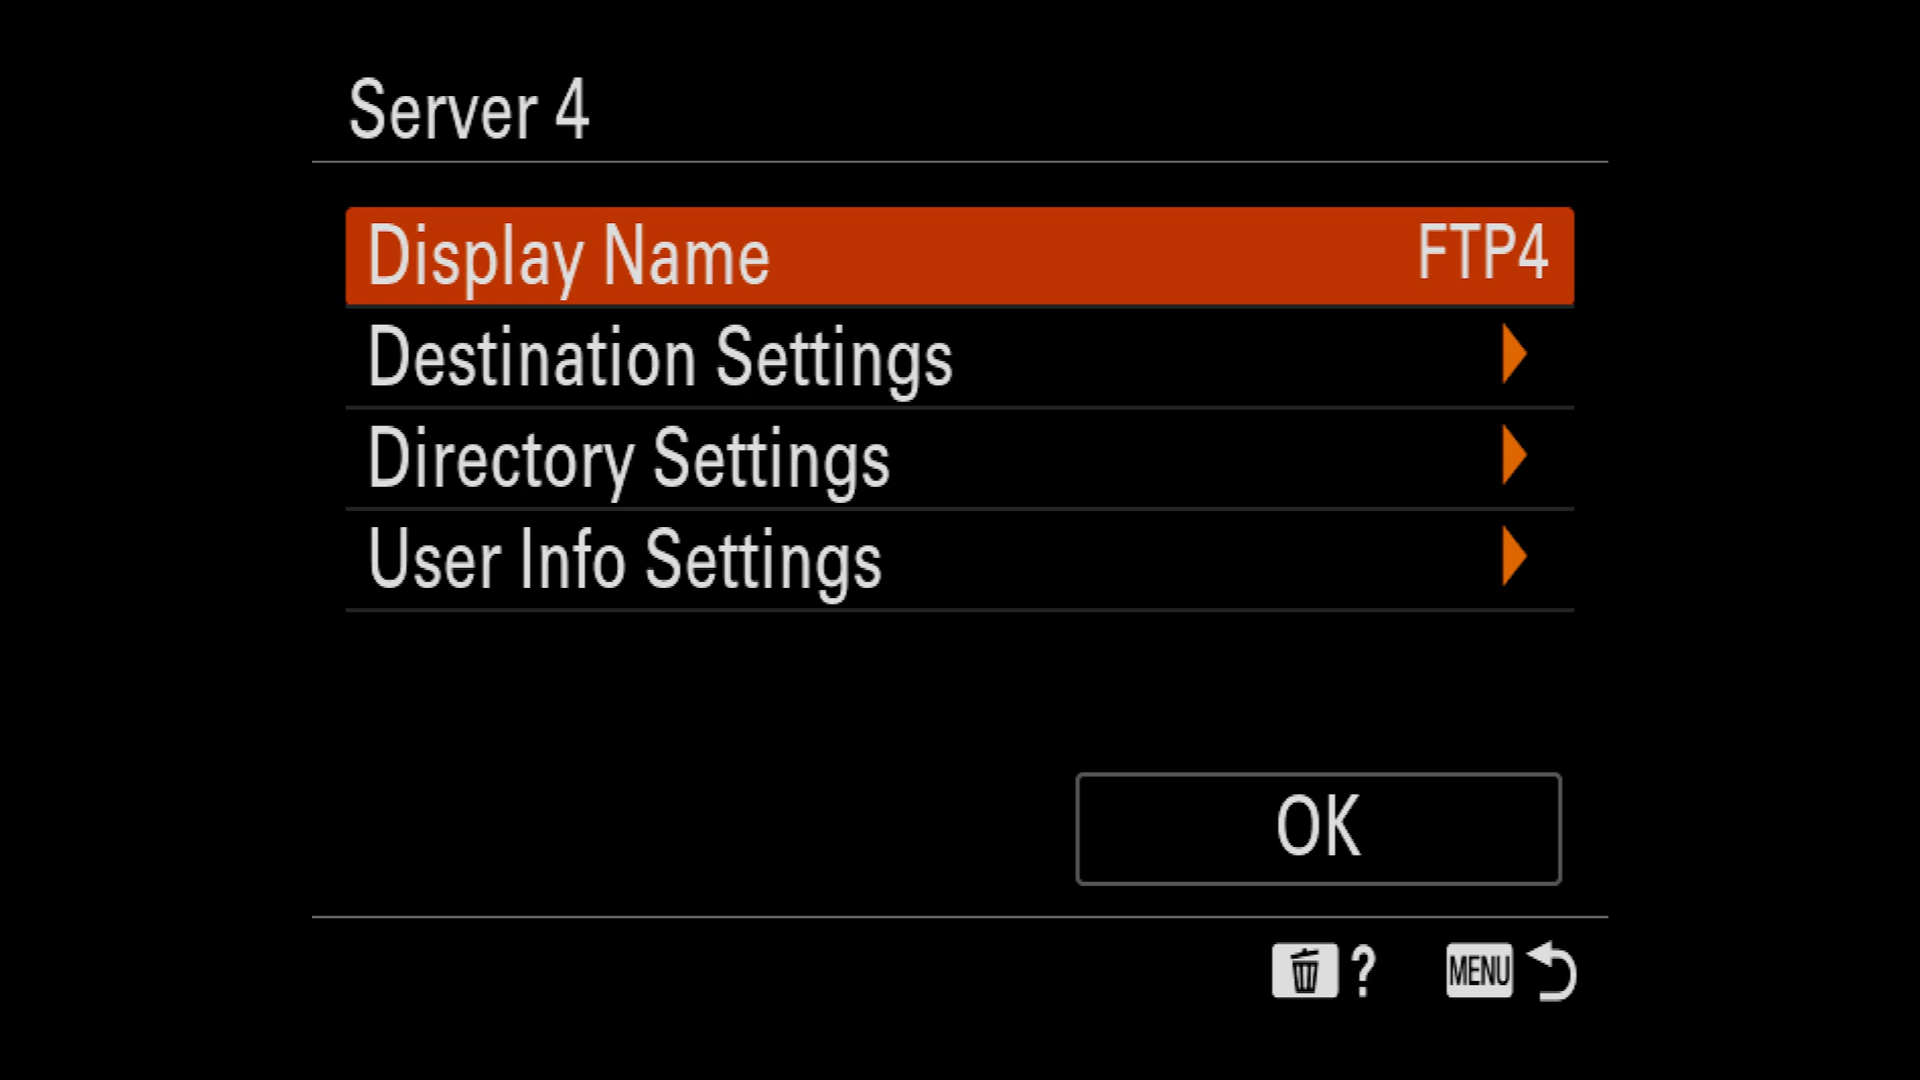 Server 4
Display Name FTP4
Destination Settings
Directory Settings
User Info Settings
OK
? MENU